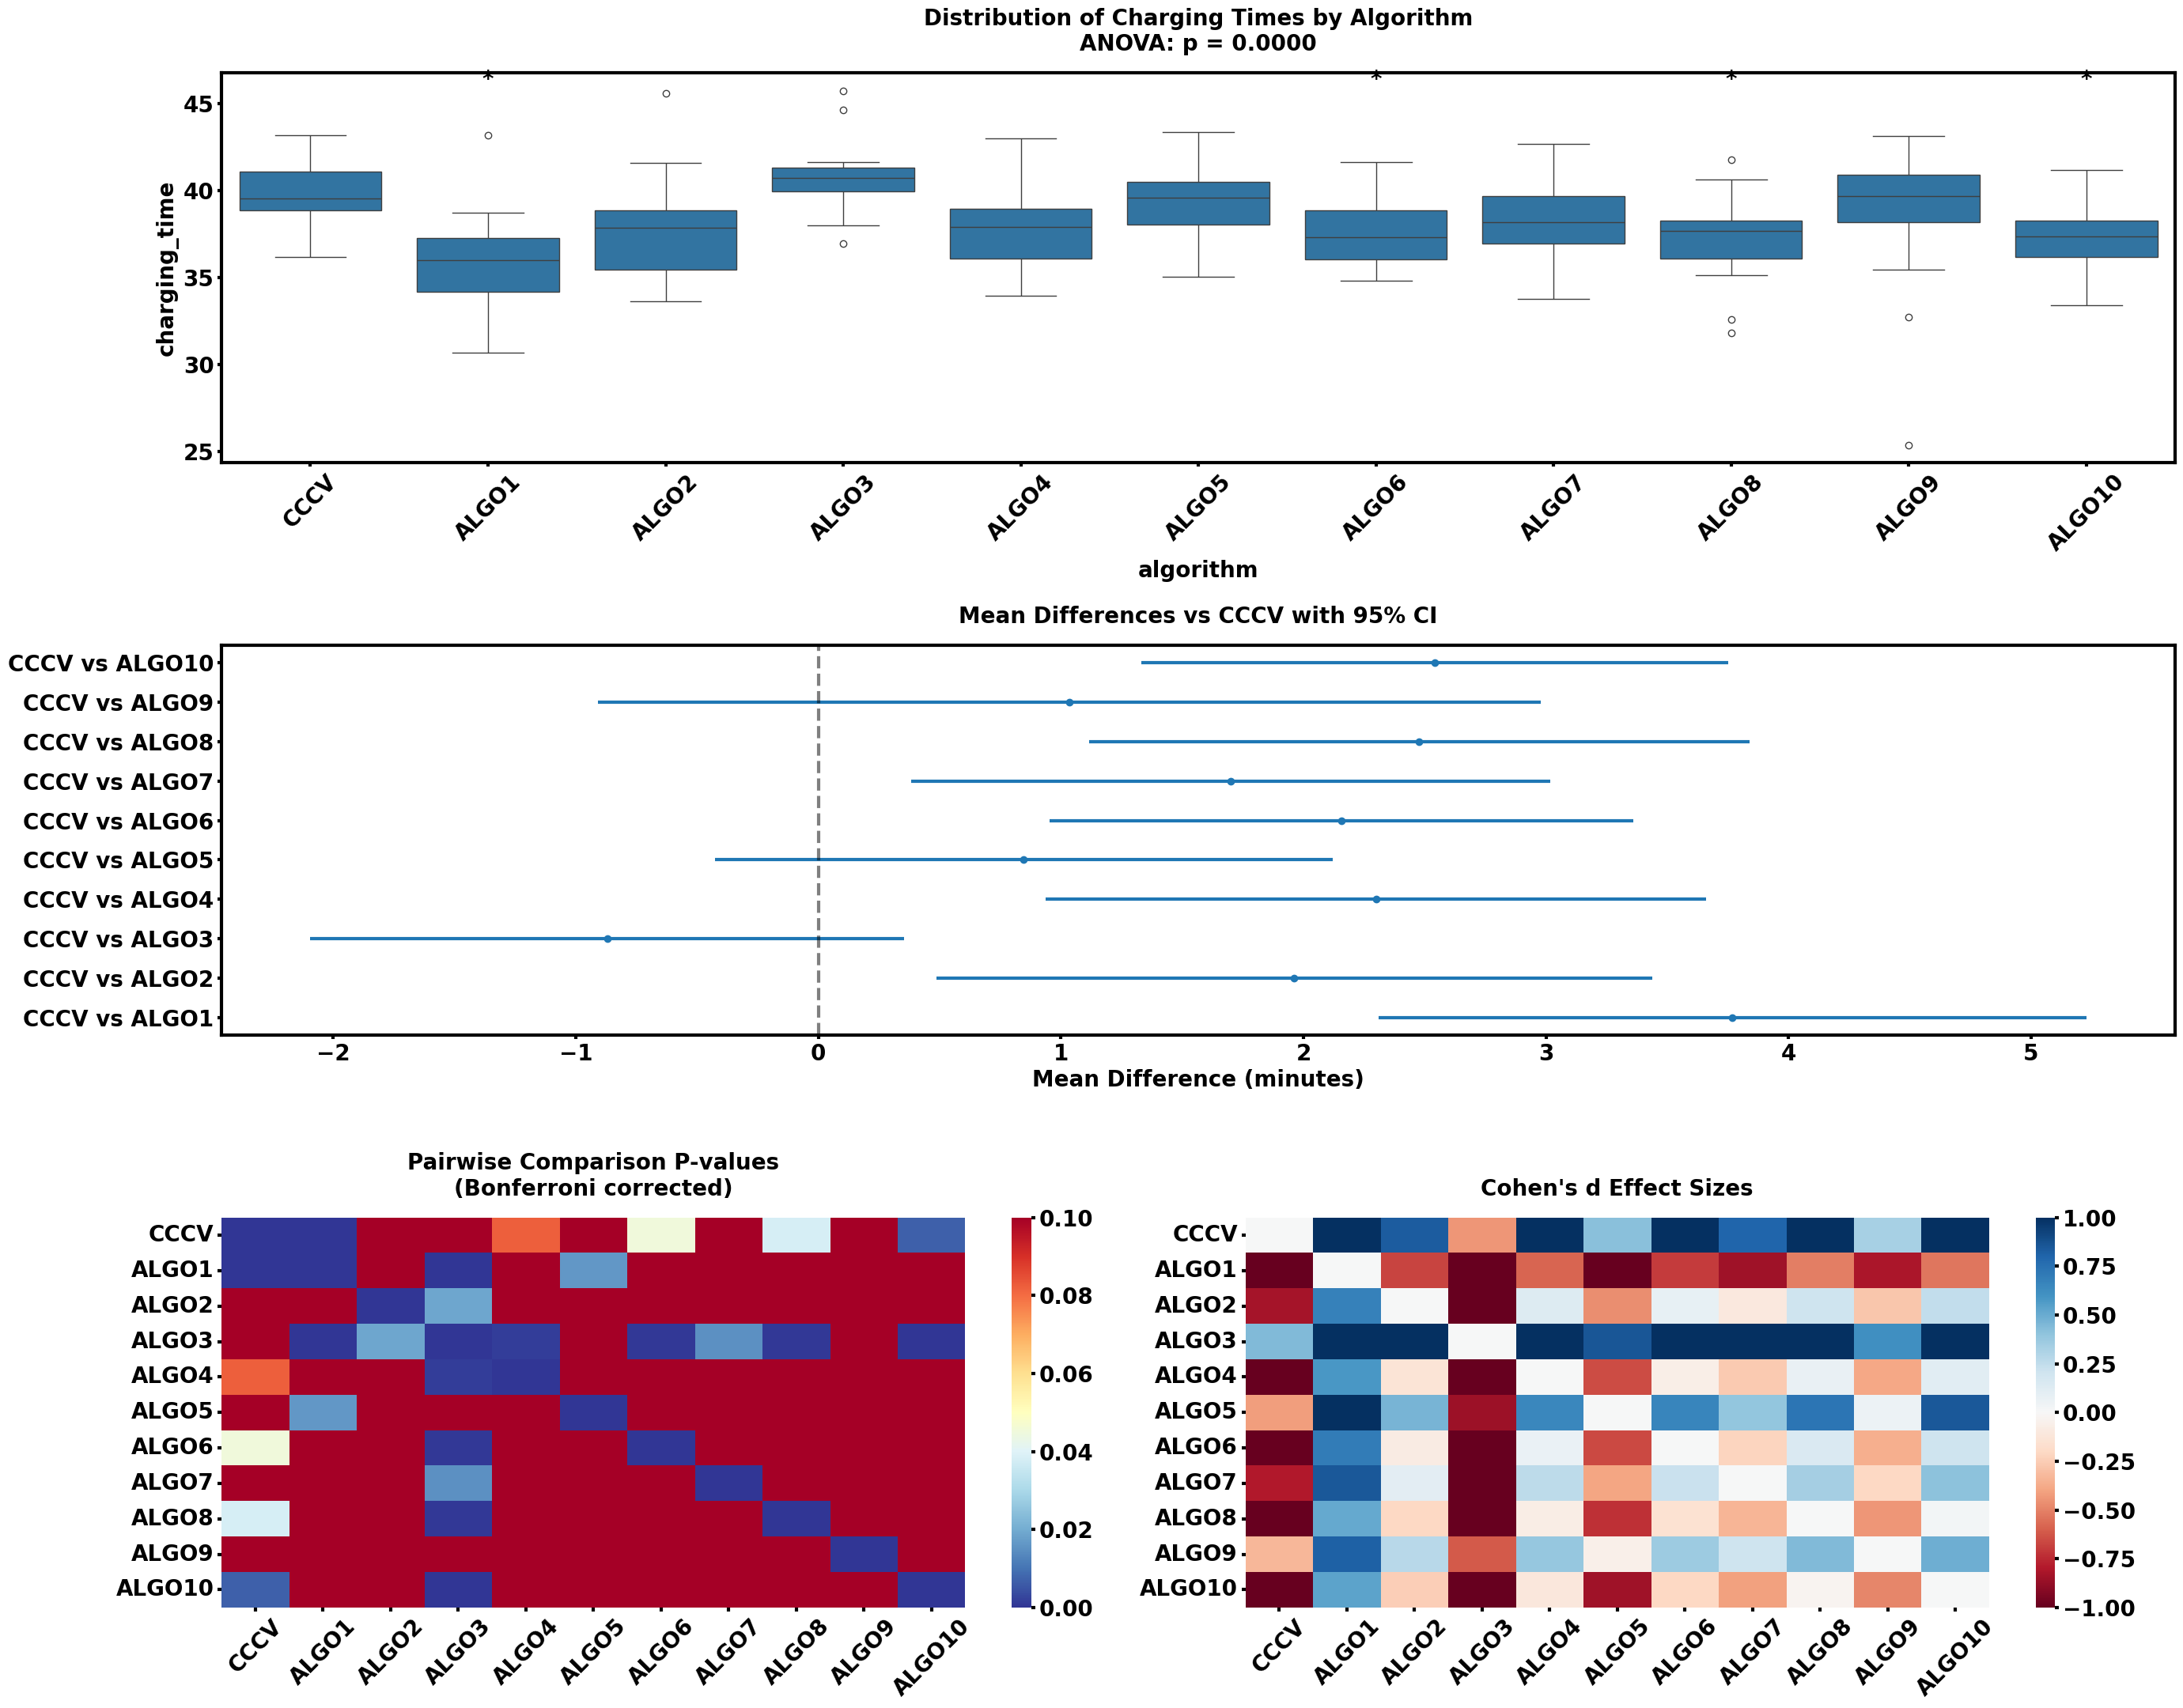 Distribution of Charging Times by Algorithm
ANOVA: p = 0.0000
* * * *
45
40
35
30
25
charging_time
CCCV ALGO1 ALGO2 ALGO3 ALGO4 ALGO5 ALGO6 ALGO7 ALGO8 ALGO9 ALGO10
algorithm
Mean Differences vs CCCV with 95% CI
CCCV vs ALGO10
CCCV vs ALGO9
CCCV vs ALGO8
CCCV vs ALGO7
CCCV vs ALGO6
CCCV vs ALGO5
CCCV vs ALGO4
CCCV vs ALGO3
CCCV vs ALGO2
CCCV vs ALGO1
−2 −1 0 1 2 3 4 5
Mean Difference (minutes)
Pairwise Comparison P-values
(Bonferroni corrected)
CCCV
ALGO1
ALGO2
ALGO3
ALGO4
ALGO5
ALGO6
ALGO7
ALGO8
ALGO9
ALGO10
CCCV ALGO1 ALGO2 ALGO3 ALGO4 ALGO5 ALGO6 ALGO7 ALGO8 ALGO9 ALGO10
0.10
0.08
0.06
0.04
0.02
0.00
Cohen's d Effect Sizes
CCCV
ALGO1
ALGO2
ALGO3
ALGO4
ALGO5
ALGO6
ALGO7
ALGO8
ALGO9
ALGO10
CCCV ALGO1 ALGO2 ALGO3 ALGO4 ALGO5 ALGO6 ALGO7 ALGO8 ALGO9 ALGO10
1.00
0.75
0.50
0.25
0.00
−0.25
−0.50
−0.75
−1.00